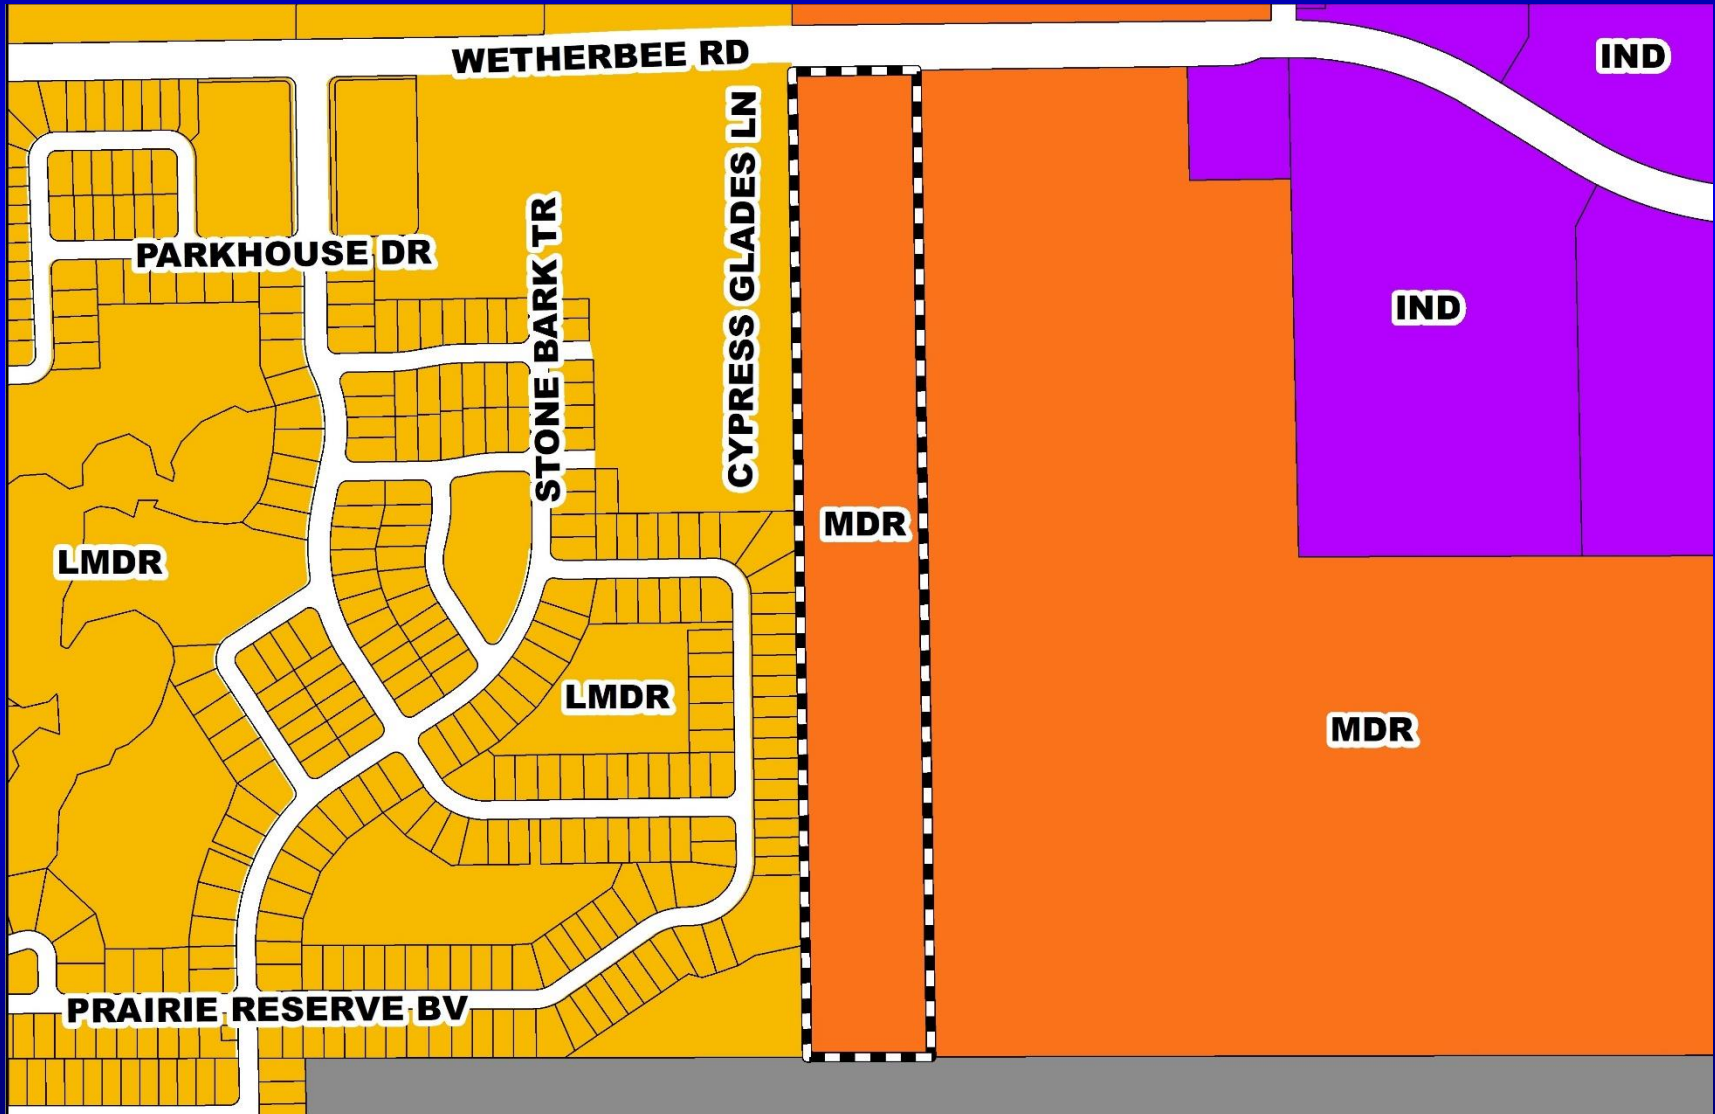 WETHERBEE RD
IND
CYPRESS GLADES LN
STONE BARK TR
PARKHOUSE DR
IND
MDR
LMDR
LMDR
MDR
PRAIRIE RESERVE BV